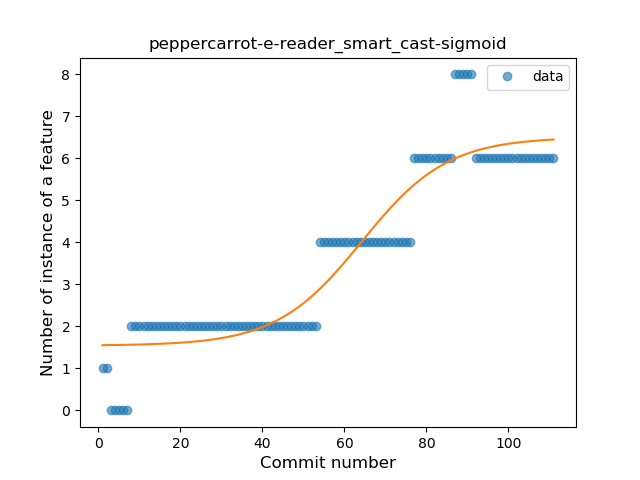 peppercarrot-e-reader_smart_cast-sigmoid
data
Number of instance of a feature
8
7
6
5
4
3
2
1
0
0 20 40 60 80 100
Commit number